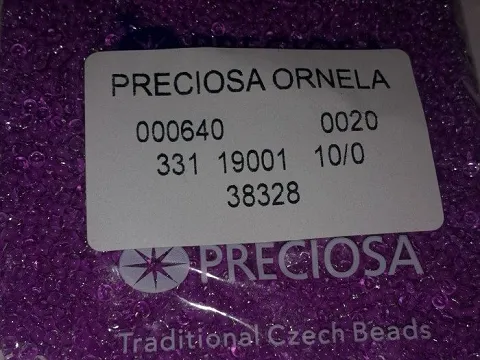 PRECIOSA ORNELA
000640 0020
331 19001 10/0
38328
PRECIOSA
Traditional Czech Beads